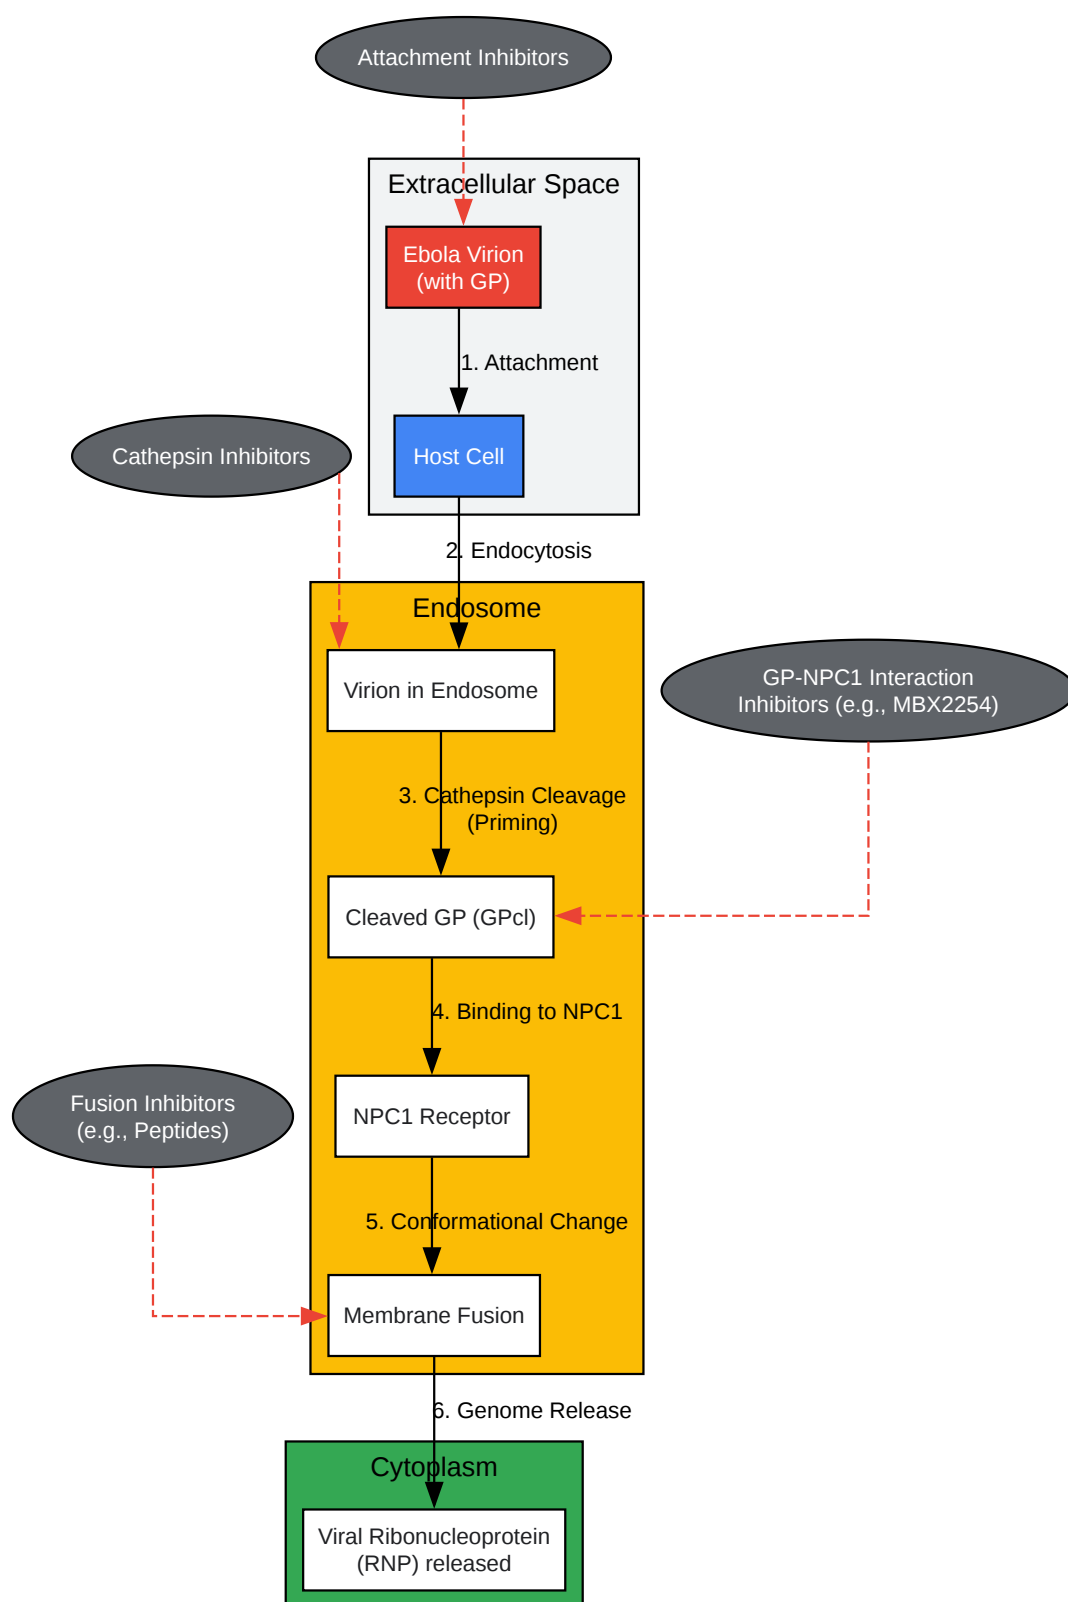 Attachment Inhibitors
Extracellular Space
Ebola Virion
(with GP)
1. Attachment
Cathepsin Inhibitors
Host Cell
2. Endocytosis
Endosome
Virion in Endosome
GP-NPC1 Interaction
Inhibitors (e.g., MBX2254)
3. Cathepsin Cleavage
(Priming)
Cleaved GP (GPcl)
4. Binding to NPC1
Fusion Inhibitors
(e.g., Peptides)
NPC1 Receptor
5. Conformational Change
Membrane Fusion
6. Genome Release
Cytoplasm
Viral Ribonucleoprotein
(RNP) released